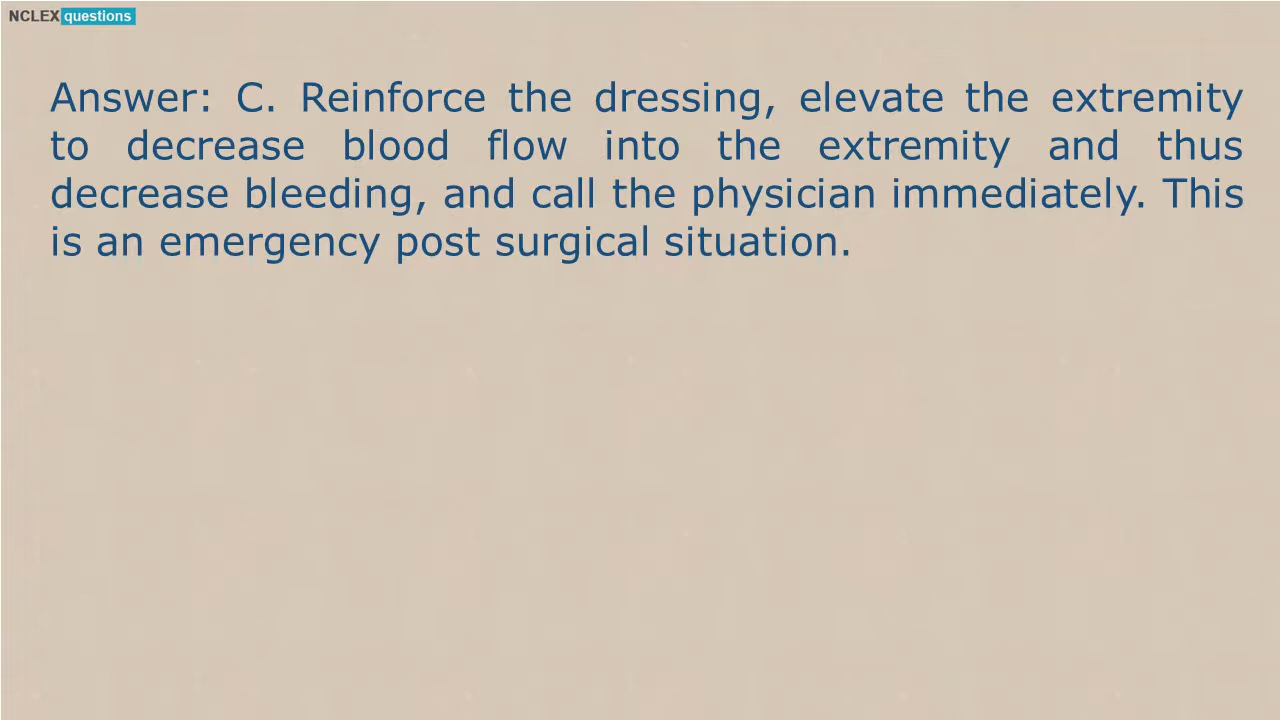 NCLEX questions
Answer: C. Reinforce the dressing, elevate the extremity
to decrease blood flow into the extremity and thus
decrease bleeding, and call the physician immediately. This
is an emergency post surgical situation.